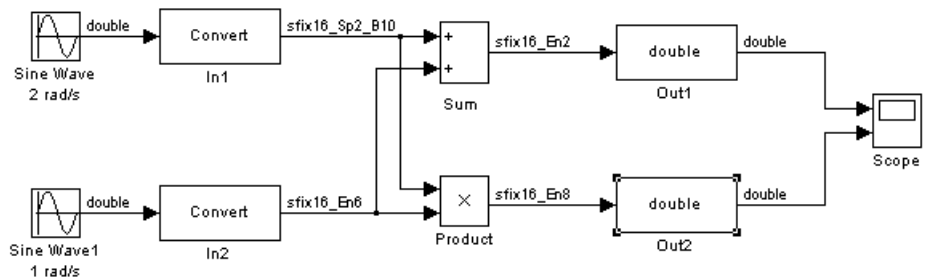 double
Convert
sfix16_Sp2_B10
+
+
sfix16_En2
double
double
Sine Wave
2 rad/s
In1
Sum
Out1
Scope
double
Convert
sfix16_En6
×
sfix16_En8
double
double
Sine Wave1
1 rad/s
In2
Product
Out2